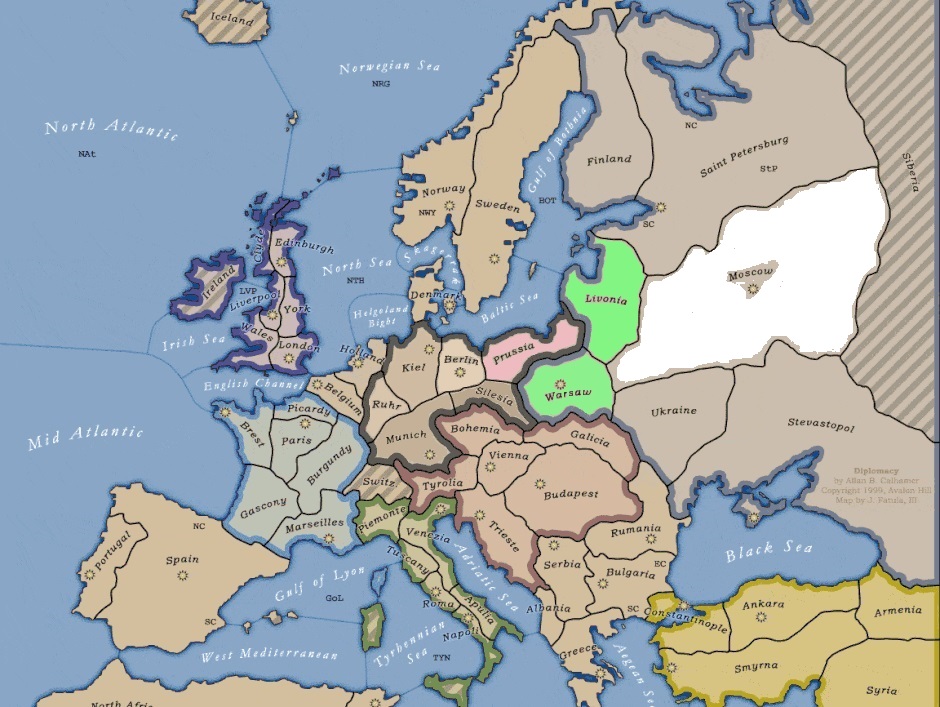 Iceland
Norwegian Sea
NRG
North Atlantic
NAt
Gulf of Bothnia
BOT
NC
Saint Petersburg
StP
Siberia
Finland
Norway
NWY
Sweden
SC
Clyde
Edinburgh
North Sea
NTH
Skagerrak
Moscow
Ireland
LVP
Liverpool
York
Denmark
Baltic Sea
Livonia
Helgoland
Bight
Irish Sea
Wales
London
Holland
Kiel
Berlin
Prussia
English Channel
Belgium
Ruhr
Silesia
Warsaw
Mid Atlantic
Brest
Picardy
Paris
Burgundy
Munich
Bohemia
Galicia
Ukraine
Stevastopol
Switz.
Tyrolia
Vienna
Budapest
Diplomacy
by Allan B. Calhamer
Copyright 1998, Avalon Hill
Map by J. Fatula, III
Gascony
Marseilles
Piemonte
Venezia
Trieste
Rumania
NC
Portugal
Spain
SC
Gulf of Lyon
GoL
Tuscany
Adriatic Sea
Serbia
Bulgaria
EC
SC
Black Sea
Roma
Apulia
Napoli
Albania
Constantinople
Ankara
Armenia
West Mediterranean
Tyrhennian
Sea
TYN
Greece
Aegean Se
Smyrna
Syria
North Afri